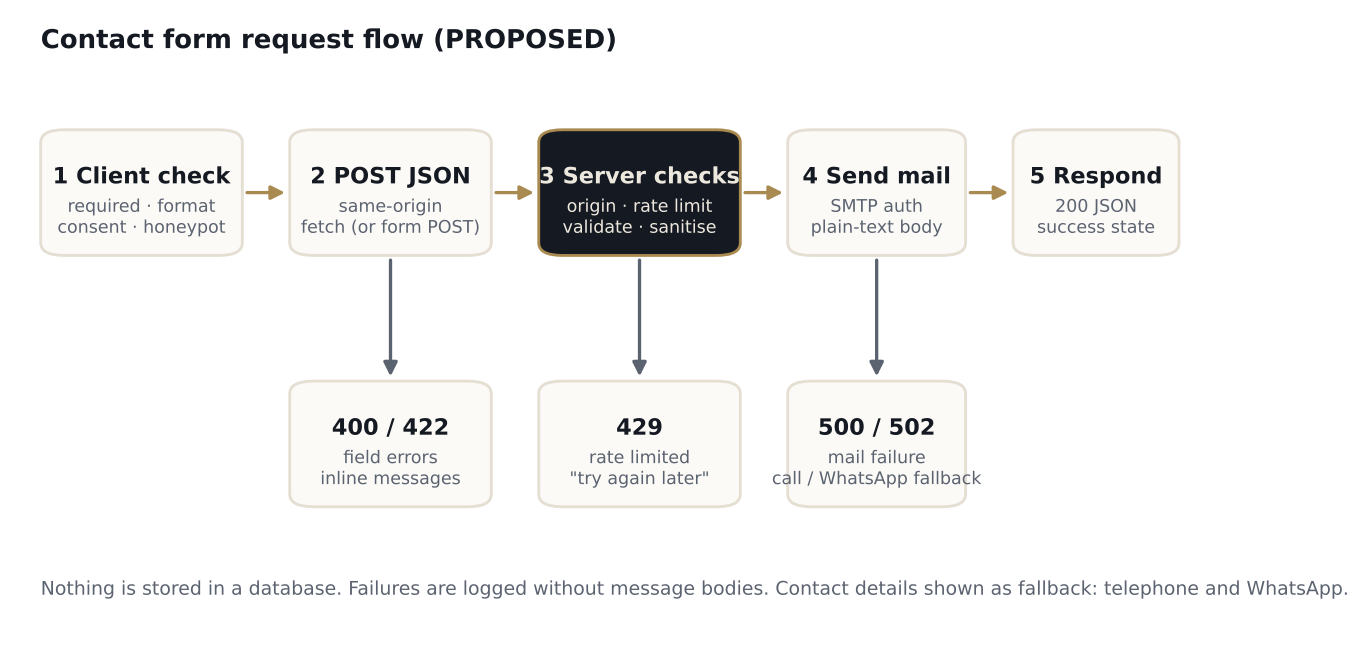 Contact form request flow (PROPOSED)
1 Client check
required · format
consent · honeypot
2 POST JSON
same-origin
fetch (or form POST)
3 Server checks
origin · rate limit
validate · sanitise
4 Send mail
SMTP auth
plain-text body
5 Respond
200 JSON
success state
400 / 422
field errors
inline messages
429
rate limited
"try again later"
500 / 502
mail failure
call / WhatsApp fallback
Nothing is stored in a database. Failures are logged without message bodies. Contact details shown as fallback: telephone and WhatsApp.